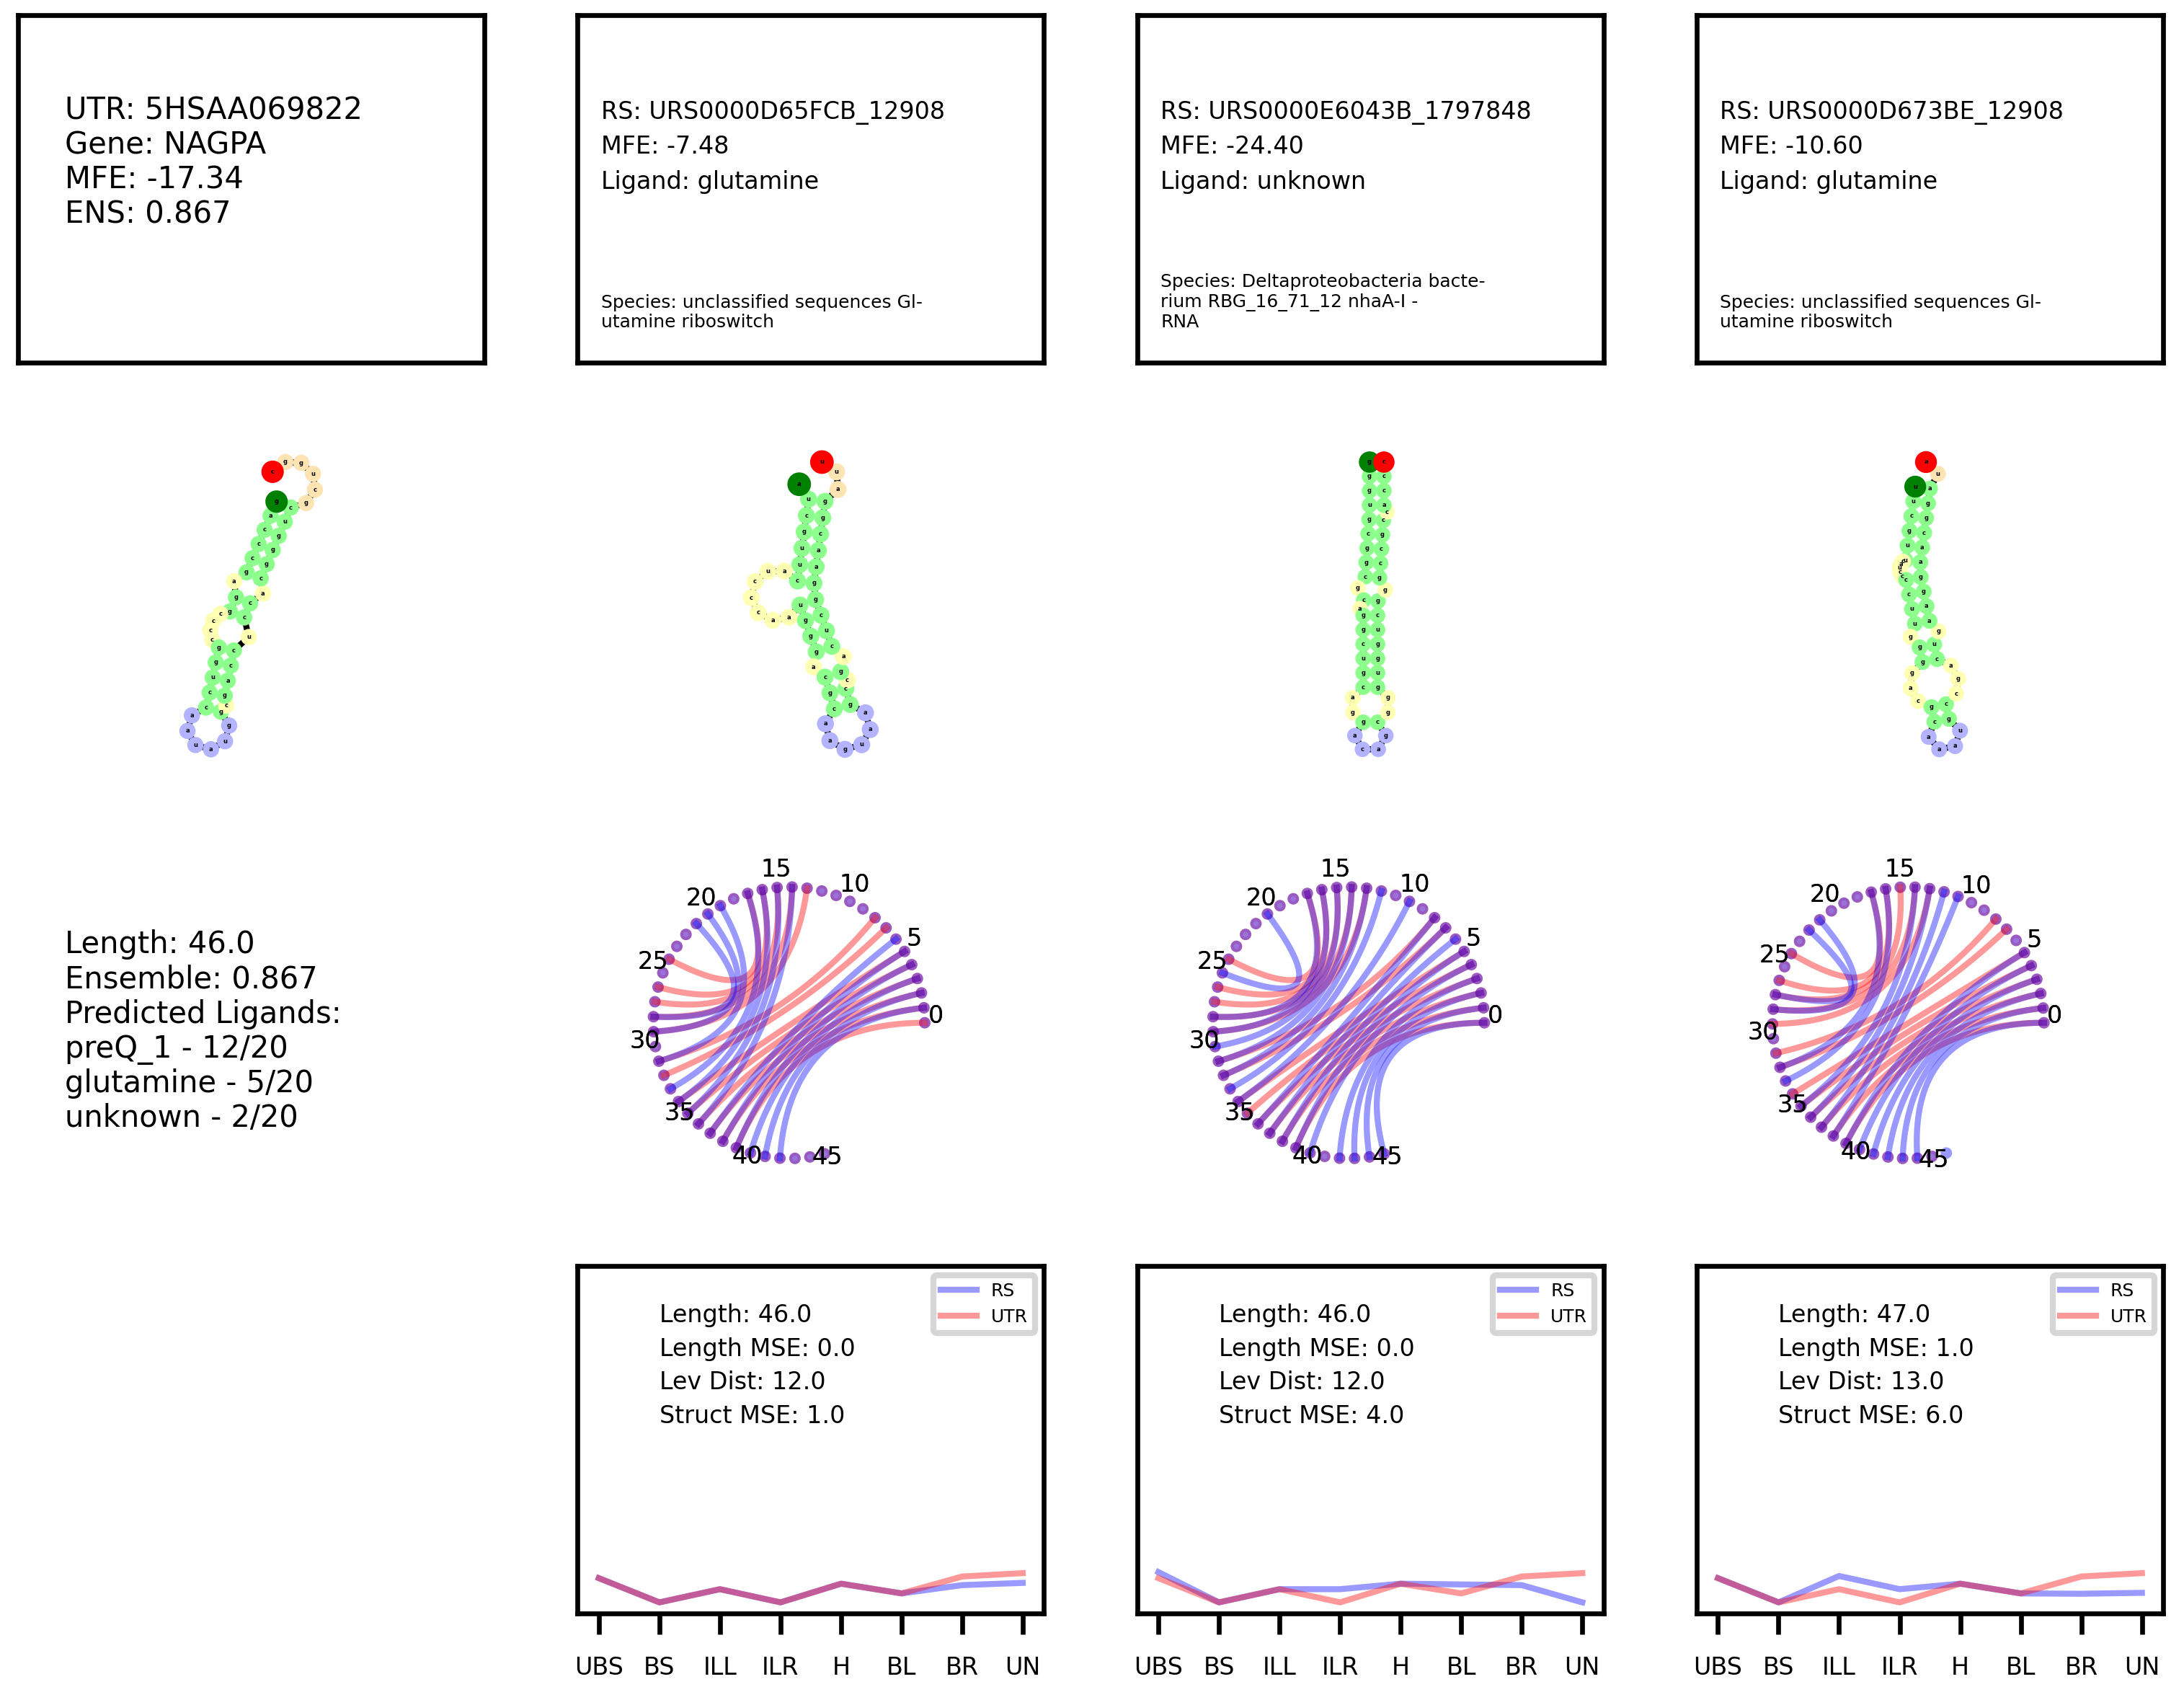 UTR: 5HSAA069822
Gene: NAGPA
MFE: -17.34
ENS: 0.867
RS: URS0000D65FCB_12908
MFE: -7.48
Ligand: glutamine
Species: unclassified sequences Gl-
utamine riboswitch
RS: URS0000E6043B_1797848
MFE: -24.40
Ligand: unknown
Species: Deltaproteobacteria bacte-
rium RBG_16_71_12 nhaA-I -
RNA
RS: URS0000D673BE_12908
MFE: -10.60
Ligand: glutamine
Species: unclassified sequences Gl-
utamine riboswitch
Length: 46.0
Ensemble: 0.867
Predicted Ligands:
preQ_1 - 12/20
glutamine - 5/20
unknown - 2/20
0
5
10
15
20
25
30
35
40
45
0
5
10
15
20
25
30
35
40
45
0
5
10
15
20
25
30
35
40
45
Length: 46.0
Length MSE: 0.0
Lev Dist: 12.0
Struct MSE: 1.0
RS
UTR
UBS BS ILL ILR H BL BR UN
Length: 46.0
Length MSE: 0.0
Lev Dist: 12.0
Struct MSE: 4.0
RS
UTR
UBS BS ILL ILR H BL BR UN
Length: 47.0
Length MSE: 1.0
Lev Dist: 13.0
Struct MSE: 6.0
RS
UTR
UBS BS ILL ILR H BL BR UN